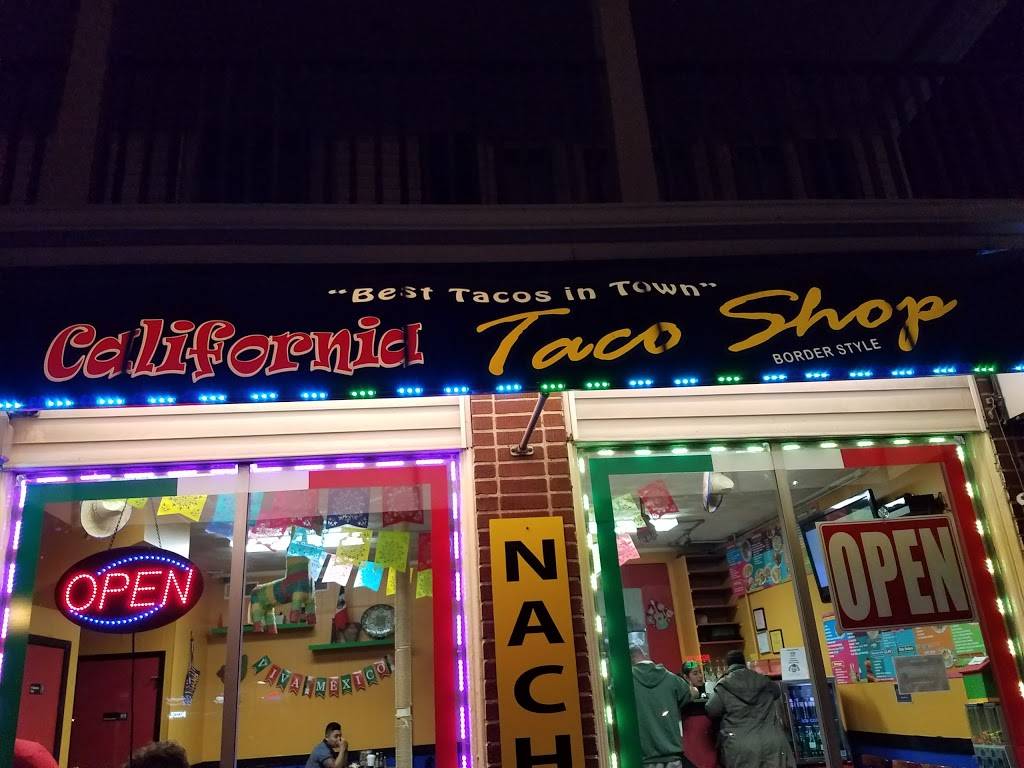 “Best Tacos in Town”
California Taco Shop
BORDER STYLE
OPEN
OPEN
NACH
VIVA MEXICO